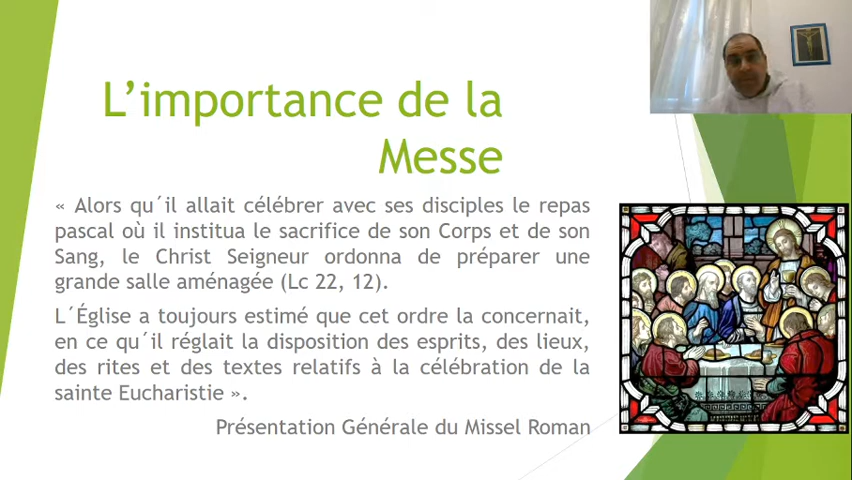 L’importance de la
Messe
« Alors qu´il allait célébrer avec ses disciples le repas
pascal où il institua le sacrifice de son Corps et de son
Sang, le Christ Seigneur ordonna de préparer une
grande salle aménagée (Lc 22, 12).
L´Église a toujours estimé que cet ordre la concernait,
en ce qu´il réglait la disposition des esprits, des lieux,
des rites et des textes relatifs à la célébration de la
sainte Eucharistie ».
Présentation Générale du Missel Roman